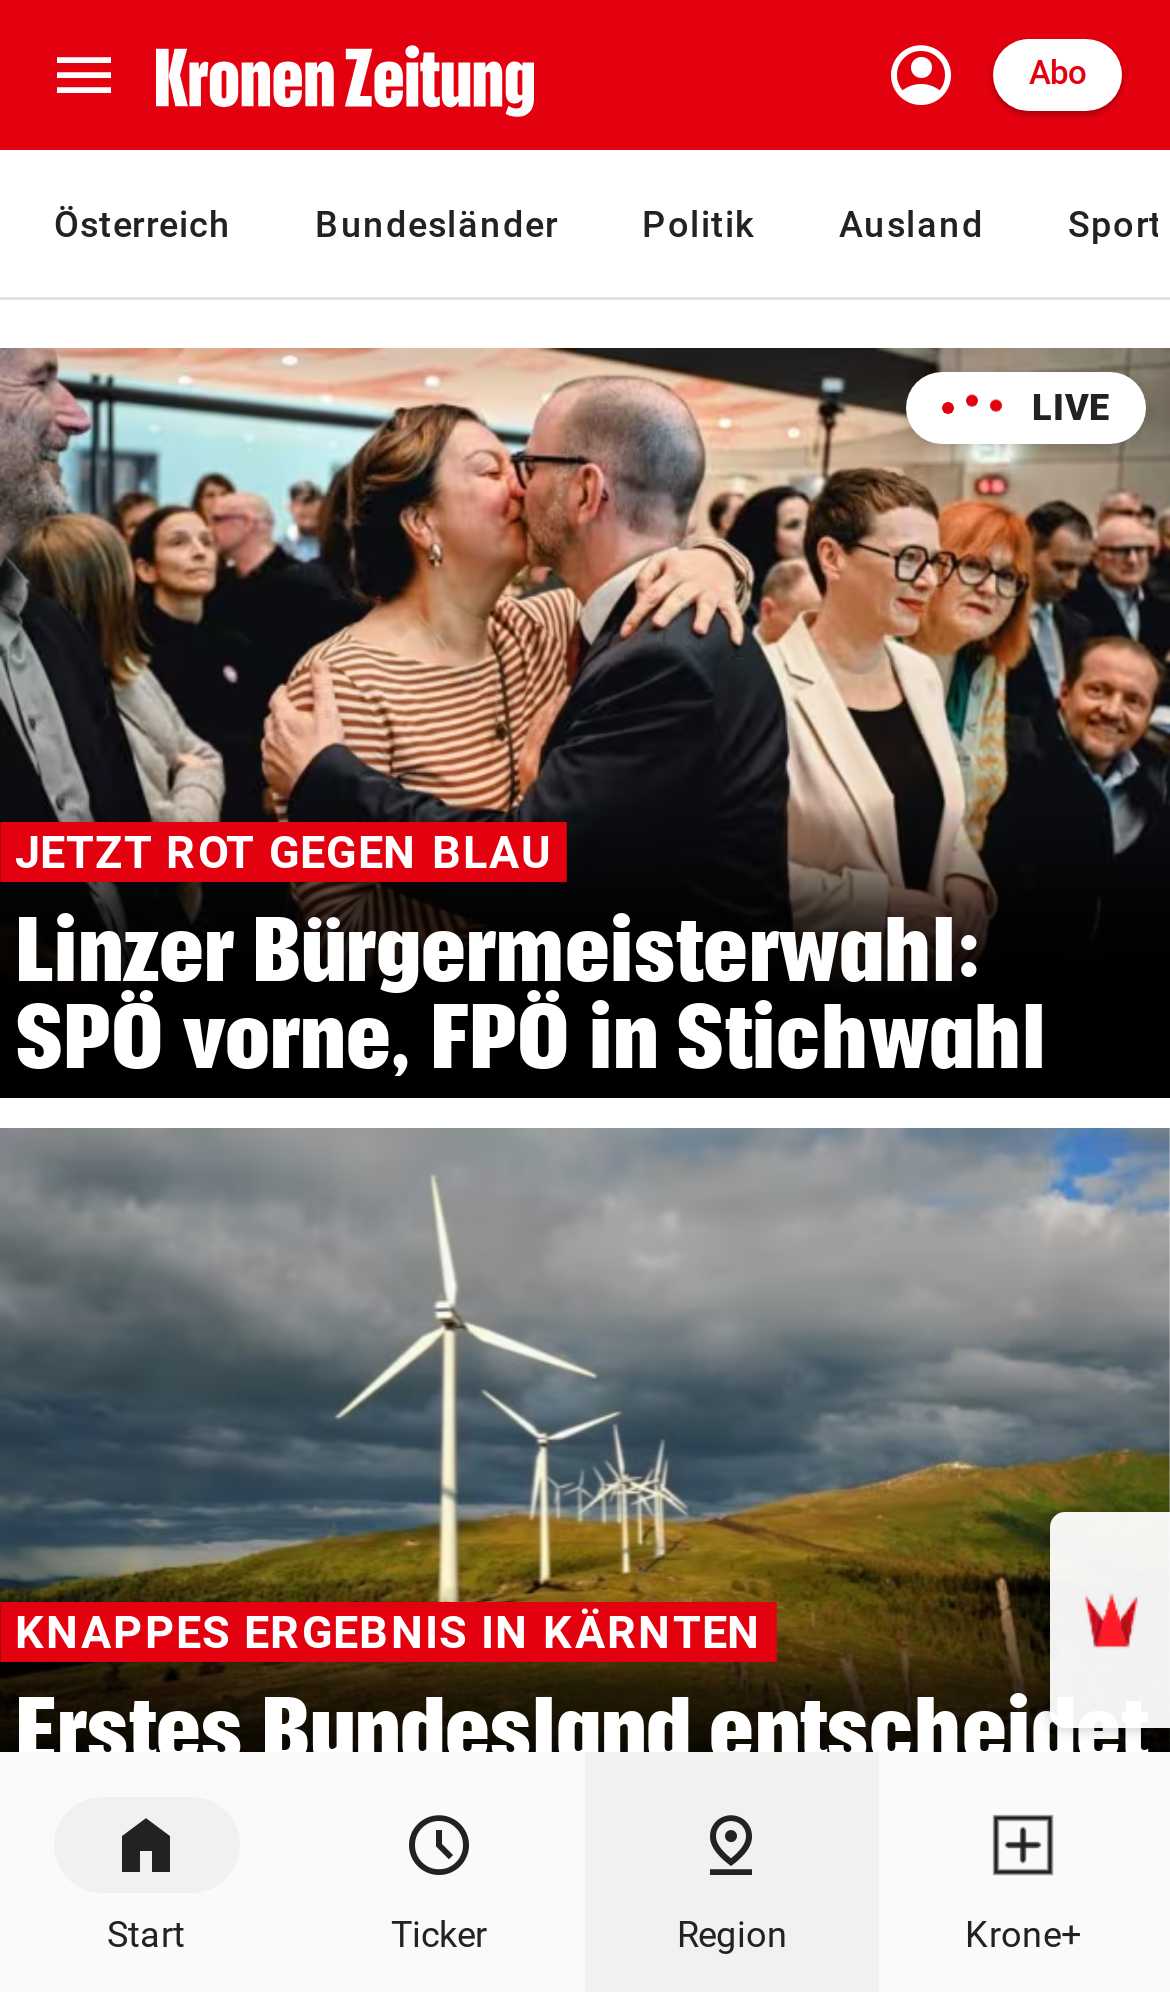 Kronen Zeitung
Abo
Österreich Bundesländer Politik Ausland Sport
LIVE
JETZT ROT GEGEN BLAU
Linzer Bürgermeisterwahl:
SPÖ vorne, FPÖ in Stichwahl
KNAPPES ERGEBNIS IN KÄRNTEN
Erstes Bundesland entscheidet
Start Ticker Region Krone+